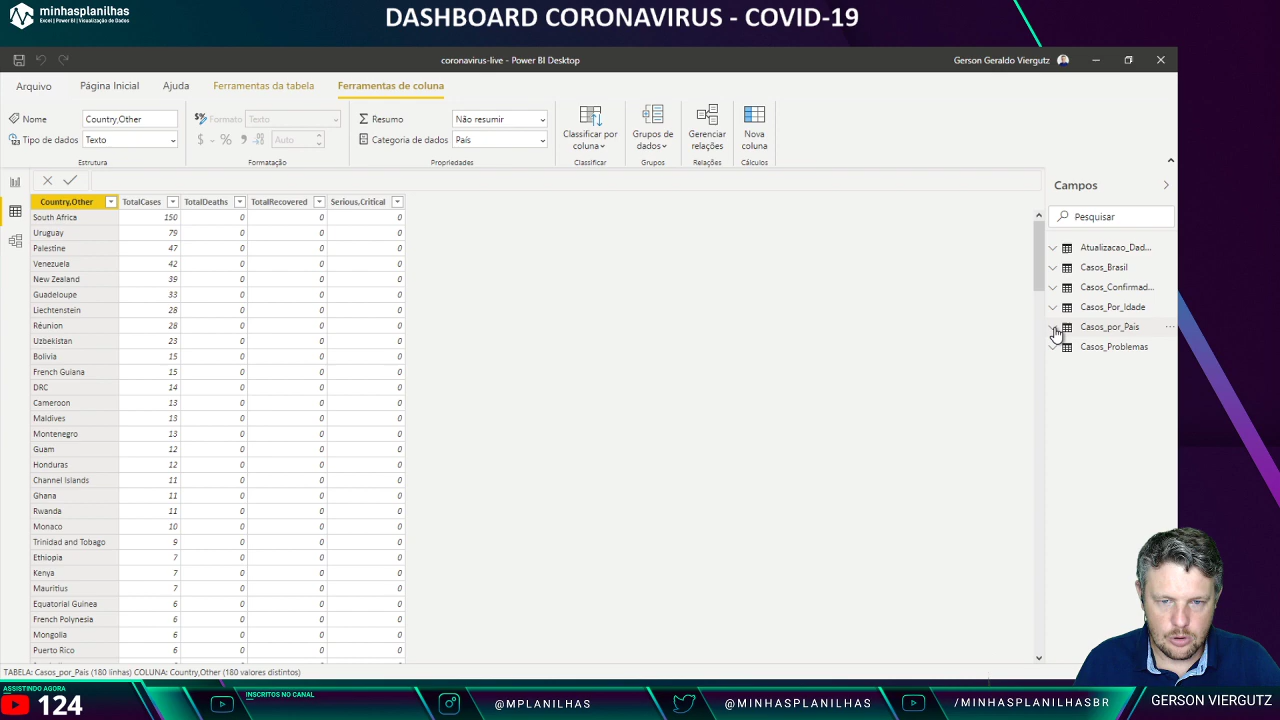 minhasplanilhas
Excel | Power BI | Visualização de Dados
DASHBOARD CORONAVIRUS - COVID-19
coronavirus-live - Power BI Desktop
Gerson Geraldo Viergutz
Arquivo
Página Inicial
Ajuda
Ferramentas da tabela
Ferramentas de coluna
Nome
Country,Other
Tipo de dados
Texto
Estrutura
Formato
Texto
$
%
Auto
Formatação
Resumo
Não resumir
Categoria de dados
País
Propriedades
Classificar por
coluna
Classificar
Grupos de
dados
Grupos
Gerenciar
relações
Relações
Nova
coluna
Cálculos
Country,Other TotalCases TotalDeaths TotalRecovered Serious,Critical
South Africa 150 0 0 0
Uruguay 79 0 0 0
Palestine 47 0 0 0
Venezuela 42 0 0 0
New Zealand 39 0 0 0
Guadeloupe 33 0 0 0
Liechtenstein 28 0 0 0
Réunion 28 0 0 0
Uzbekistan 23 0 0 0
Bolivia 15 0 0 0
French Guiana 15 0 0 0
DRC 14 0 0 0
Cameroon 13 0 0 0
Maldives 13 0 0 0
Montenegro 13 0 0 0
Guam 12 0 0 0
Honduras 12 0 0 0
Channel Islands 11 0 0 0
Ghana 11 0 0 0
Rwanda 11 0 0 0
Monaco 10 0 0 0
Trinidad and Tobago 9 0 0 0
Ethiopia 7 0 0 0
Kenya 7 0 0 0
Mauritius 7 0 0 0
Equatorial Guinea 6 0 0 0
French Polynesia 6 0 0 0
Mongolia 6 0 0 0
Puerto Rico 6 0 0 0
Campos
Pesquisar
Atualizacao_Dad...
Casos_Brasil
Casos_Confirmad...
Casos_Por_Idade
Casos_por_País
Casos_Problemas
TABELA: Casos_por_País (180 linhas) COLUNA: Country,Other (180 valores distintos)
ASSISTINDO AGORA
124
INSCRITOS NO CANAL
@MPLANILHAS
@MINHASPLANILHAS
/MINHASPLANILHASBR
GERSON VIERGUTZ